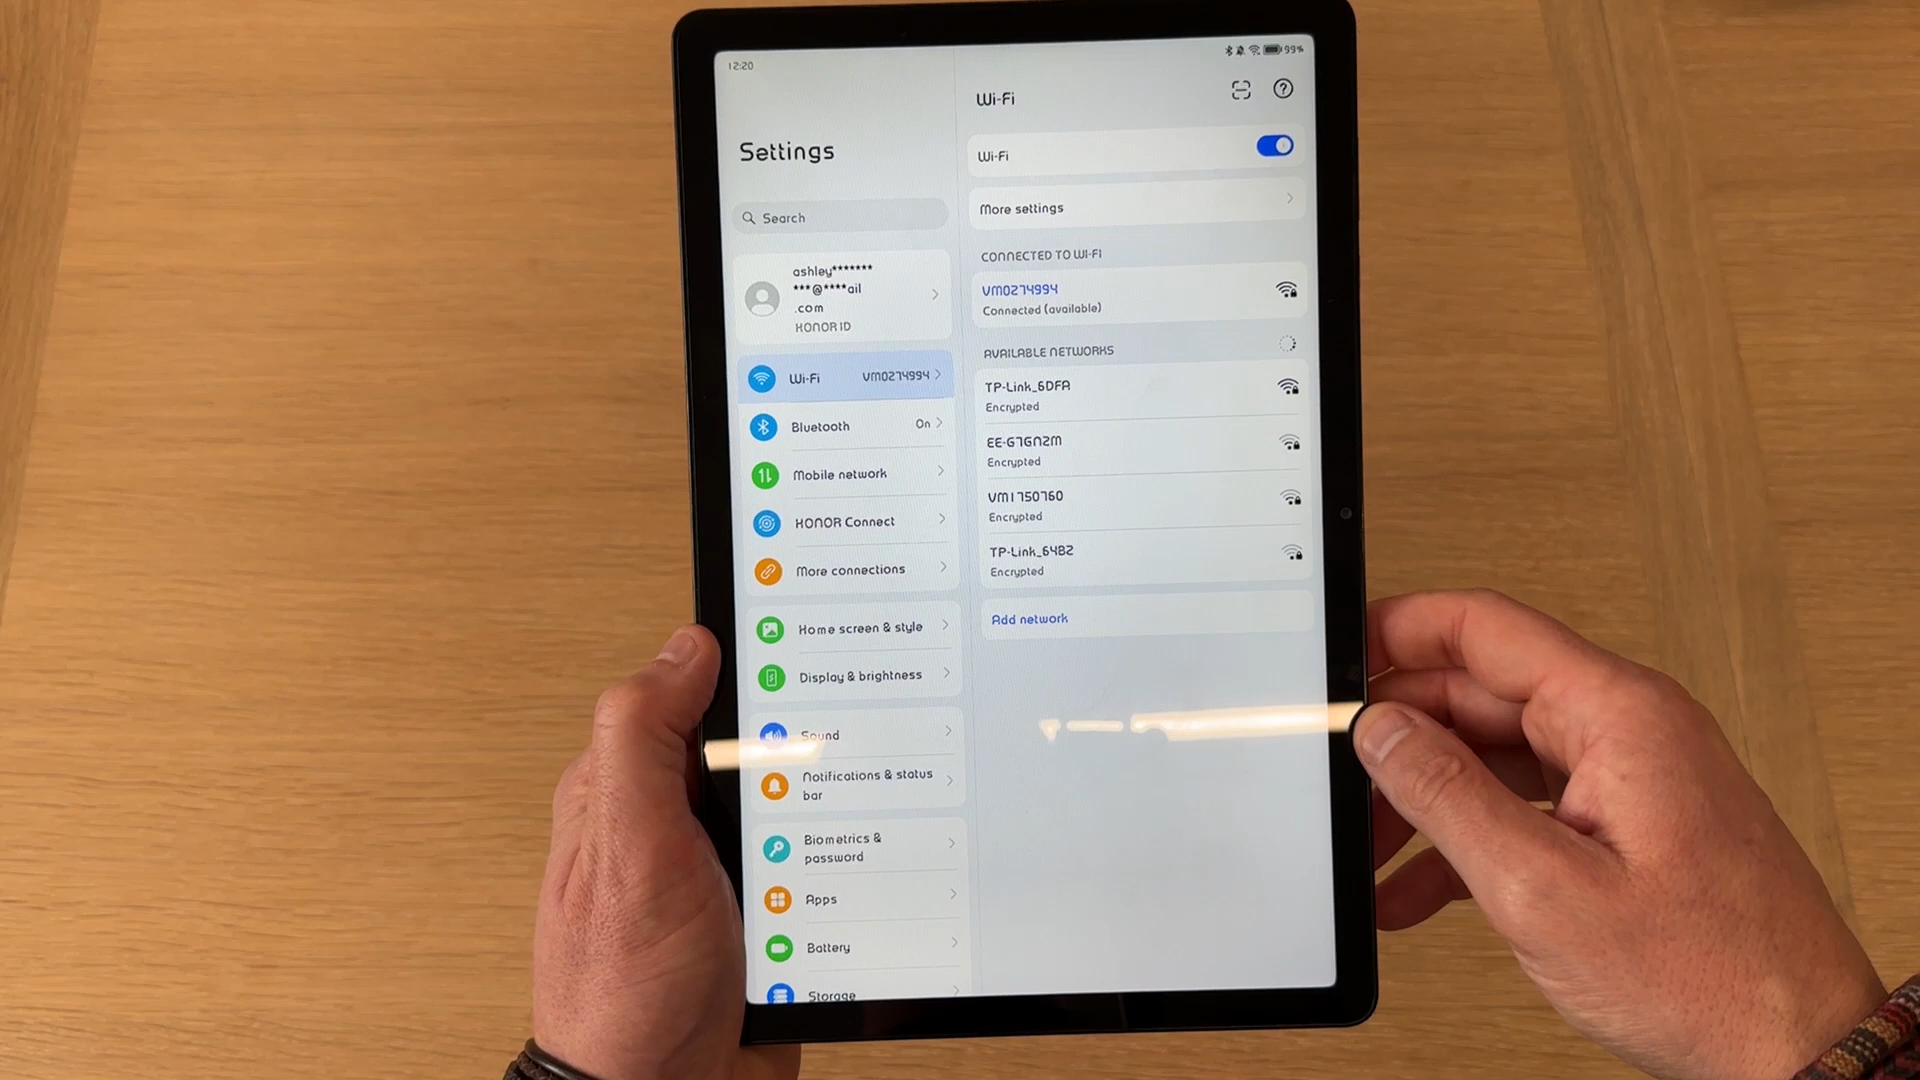 12:20
99%
Settings
Search
ashley*******
***@****ail
.com
HONOR ID
Wi-Fi VM0274994
Bluetooth On
Mobile network
HONOR Connect
More connections
Home screen & style
Display & brightness
Sound
Notifications & status
bar
Biometrics &
password
Apps
Battery
Storage
Wi-Fi
Wi-Fi
More settings
CONNECTED TO WI-FI
VM0274994
Connected (available)
AVAILABLE NETWORKS
TP-Link_6DFA
Encrypted
EE-G7GN2M
Encrypted
VM1750760
Encrypted
TP-Link_64B2
Encrypted
Add network